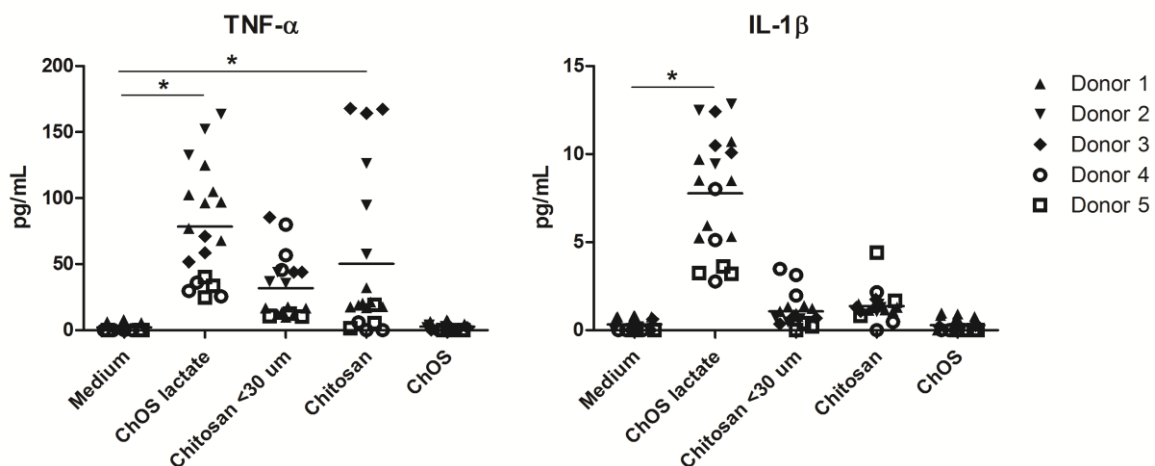 TNF-α
*
*
200
150
100
50
0
pg/mL
Medium
ChOS lactate
Chitosan <30 um
Chitosan
ChOS
IL-1β
*
15
10
5
0
pg/mL
Medium
ChOS lactate
Chitosan <30 um
Chitosan
ChOS
Donor 1
Donor 2
Donor 3
Donor 4
Donor 5